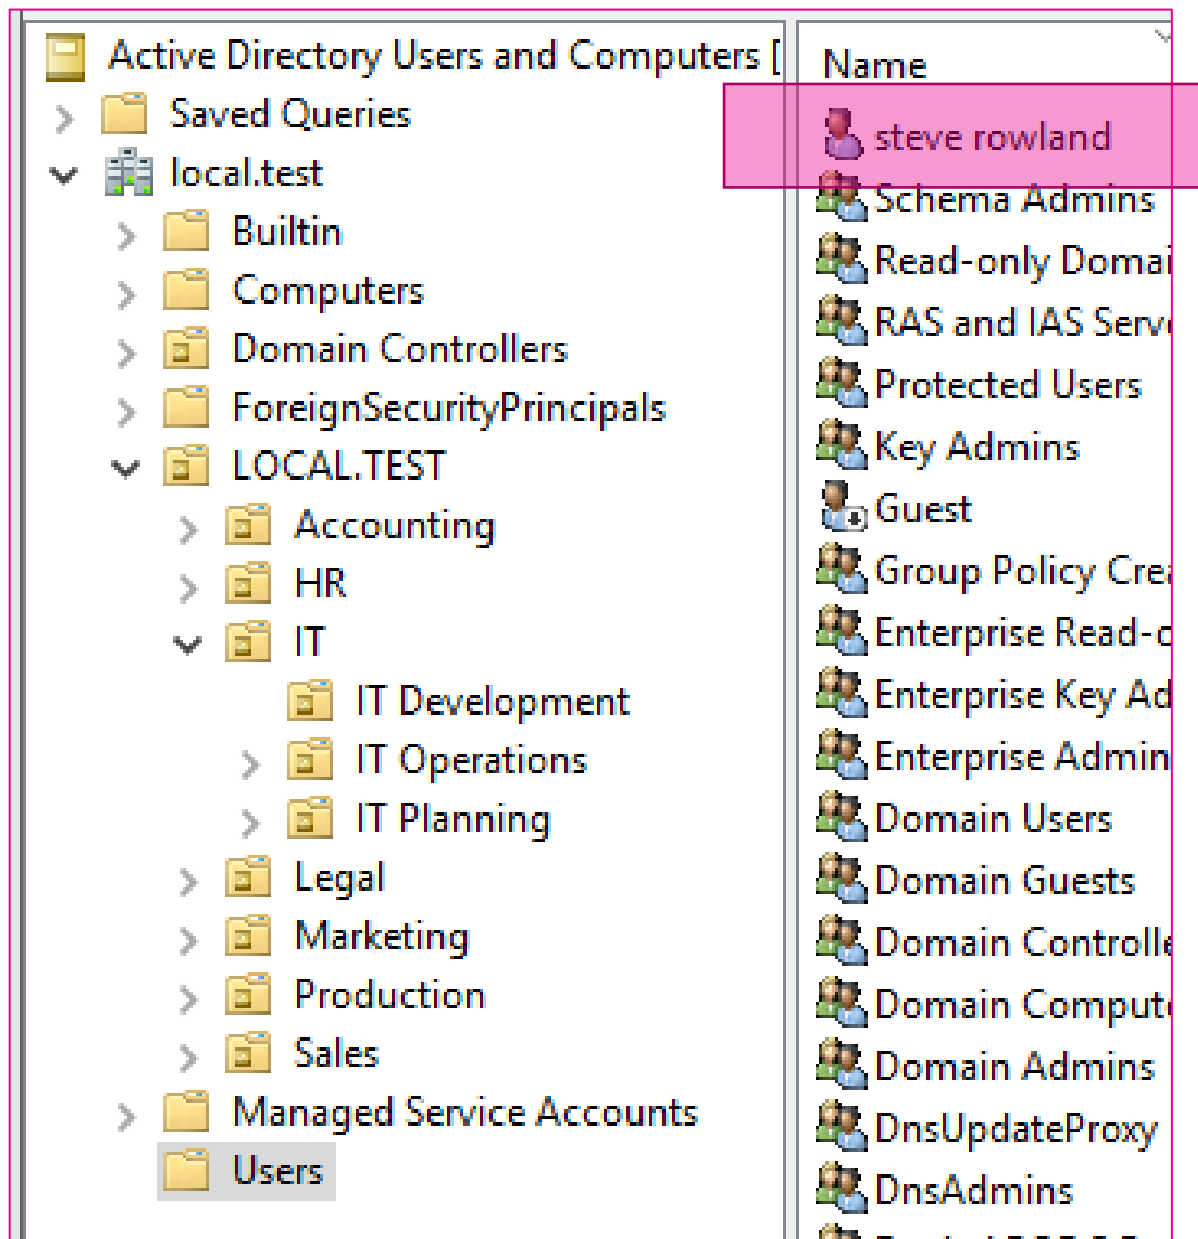 Active Directory Users and Computers [
Saved Queries
local.test
Builtin
Computers
Domain Controllers
ForeignSecurityPrincipals
LOCAL.TEST
Accounting
HR
IT
IT Development
IT Operations
IT Planning
Legal
Marketing
Production
Sales
Managed Service Accounts
Users
Name
steve rowland
Schema Admins
Read-only Domai
RAS and IAS Serv
Protected Users
Key Admins
Guest
Group Policy Crea
Enterprise Read-o
Enterprise Key Ad
Enterprise Admin
Domain Users
Domain Guests
Domain Controlle
Domain Compute
Domain Admins
DnsUpdateProxy
DnsAdmins